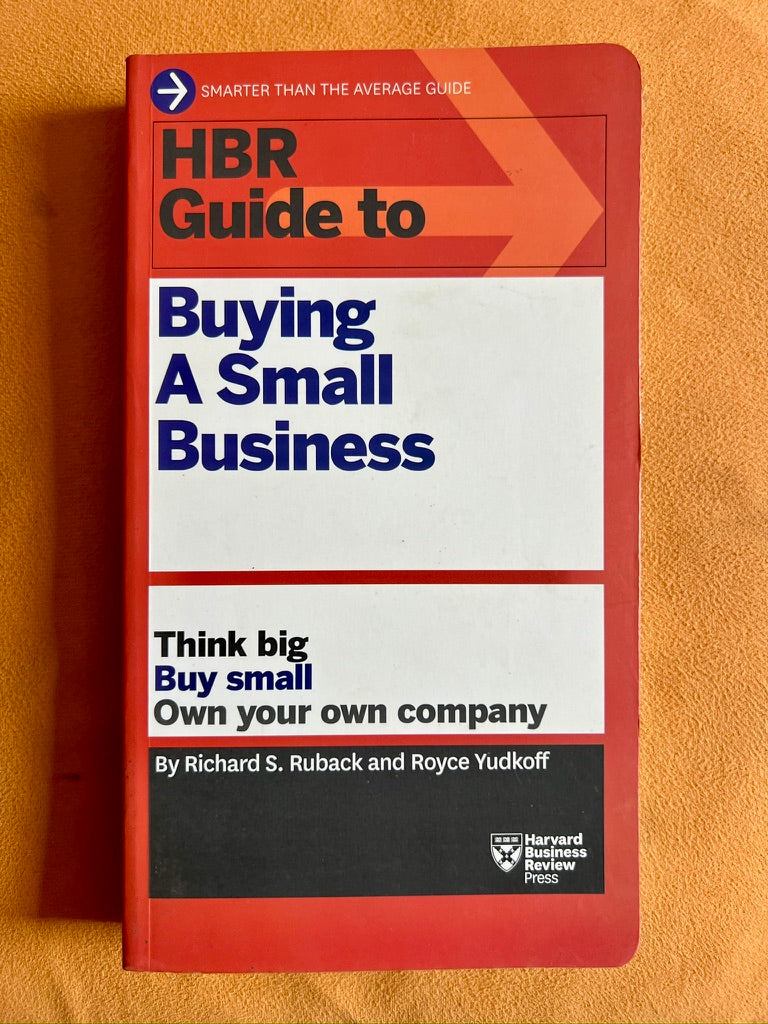 SMARTER THAN THE AVERAGE GUIDE
HBR
Guide to
Buying
A Small
Business
Think big
Buy small
Own your own company
By Richard S. Ruback and Royce Yudkoff
Harvard
Business
Review
Press